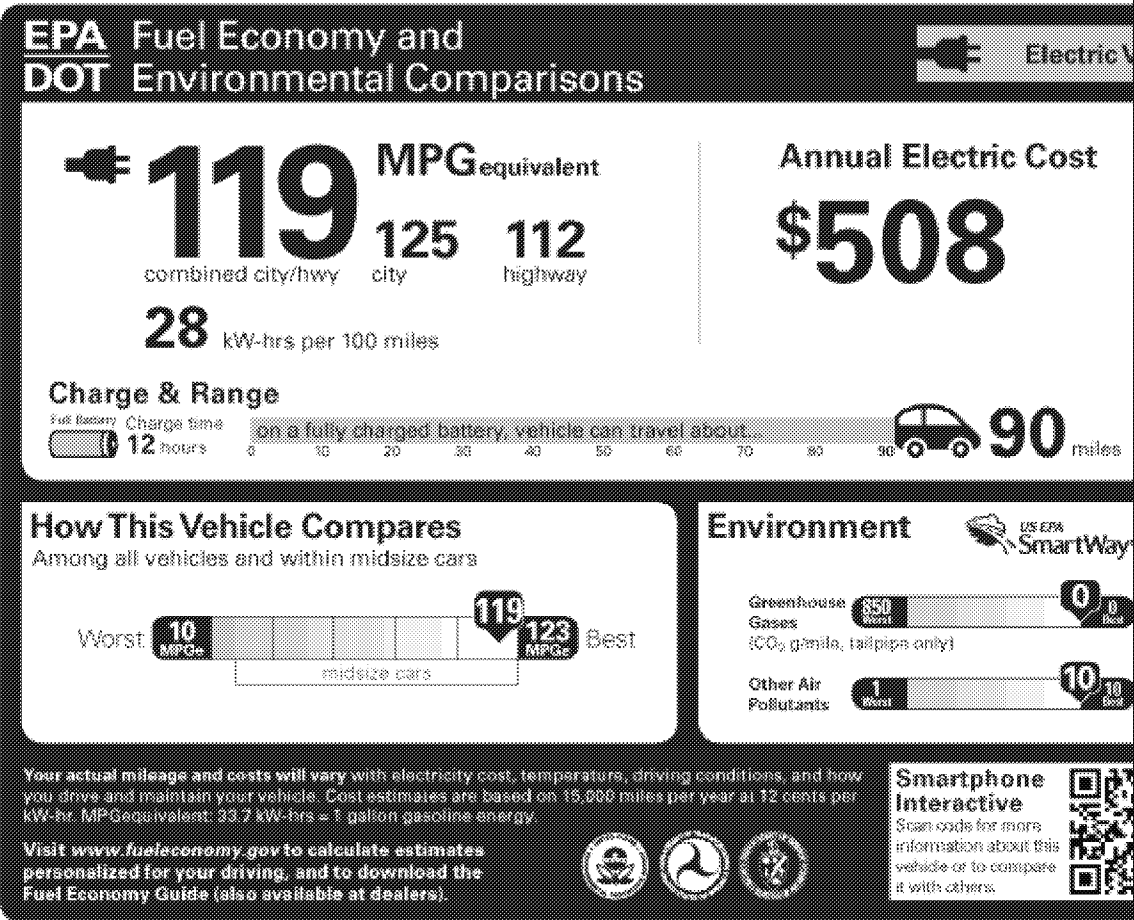 EPA Fuel Economy and
DOT Environmental Comparisons
Electric V
119 MPGequivalent
125 112
combined city/hwy city highway
28 kW-hrs per 100 miles
Annual Electric Cost
$508
Charge & Range
Full Battery Charge time
12 hours
on a fully charged battery, vehicle can travel about...
0 10 20 30 40 50 60 70 80 90
90 miles
How This Vehicle Compares
Among all vehicles and within midsize cars
119
Worst 10 MPGe 123 MPGe Best
midsize cars
Environment
US EPA
SmartWay
Greenhouse
Gases
850 Worst 0 0 Best
(CO₂ g/mile, tailpipe only)
Other Air
Pollutants
1 Worst 10 10 Best
Your actual mileage and costs will vary with electricity cost, temperature, driving conditions, and how
you drive and maintain your vehicle. Cost estimates are based on 15,000 miles per year at 12 cents per
kW-hr. MPGequivalent: 33.7 kW-hrs = 1 gallon gasoline energy.
Visit www.fueleconomy.gov to calculate estimates
personalized for your driving, and to download the
Fuel Economy Guide (also available at dealers).
Smartphone
Interactive
Scan code for more
information about this
vehicle or to compare
it with others.